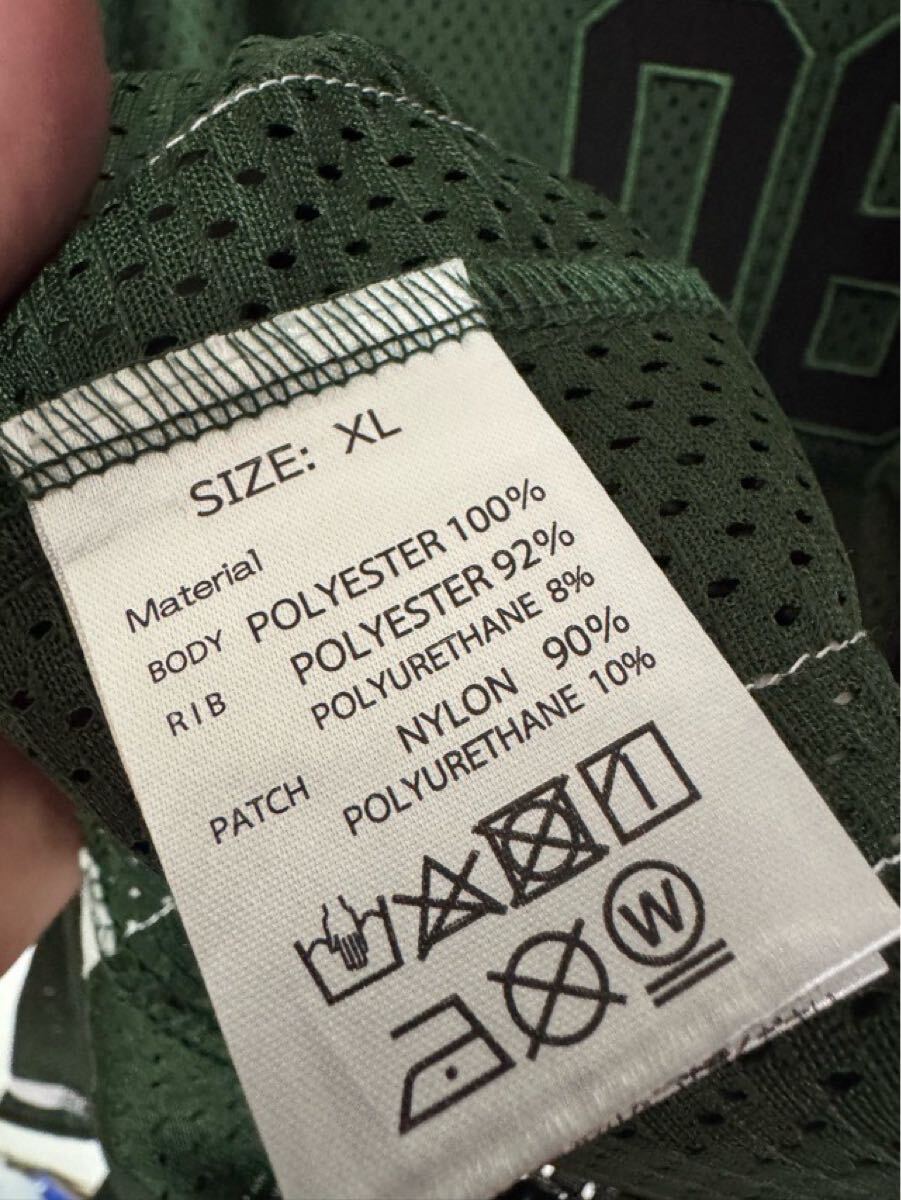 SIZE: XL
Material
BODY POLYESTER 100%
RIB POLYESTER 92%
POLYURETHANE 8%
PATCH NYLON 90%
POLYURETHANE 10%
W